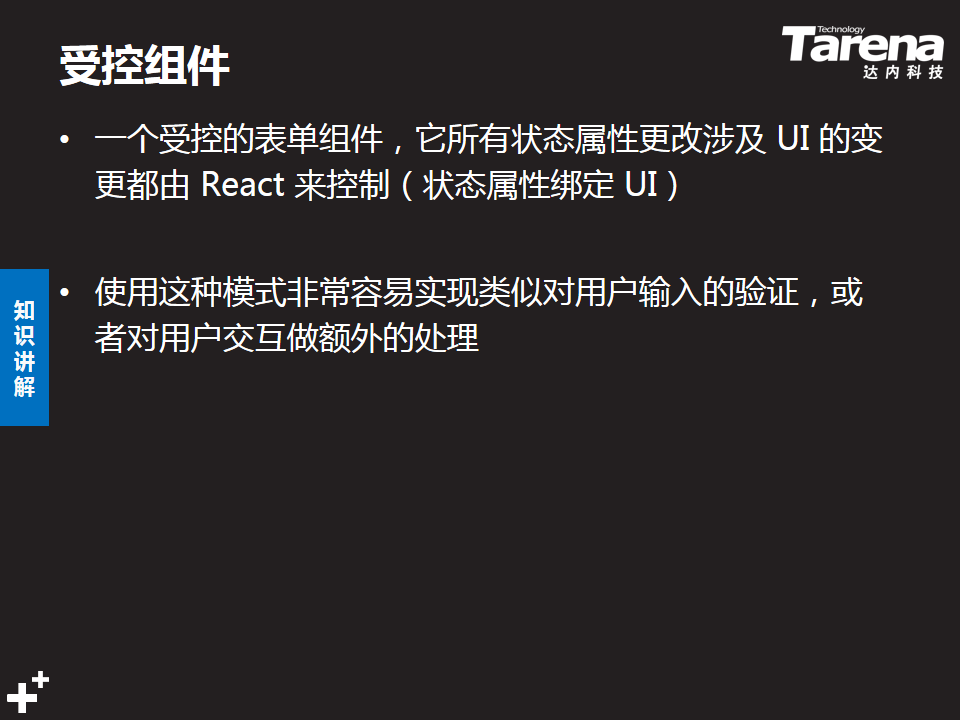 受控组件
Technology
Tarena
达内科技
• 一个受控的表单组件，它所有状态属性更改涉及 UI 的变
更都由 React 来控制（状态属性绑定 UI）
• 使用这种模式非常容易实现类似对用户输入的验证，或
者对用户交互做额外的处理
知
识
讲
解